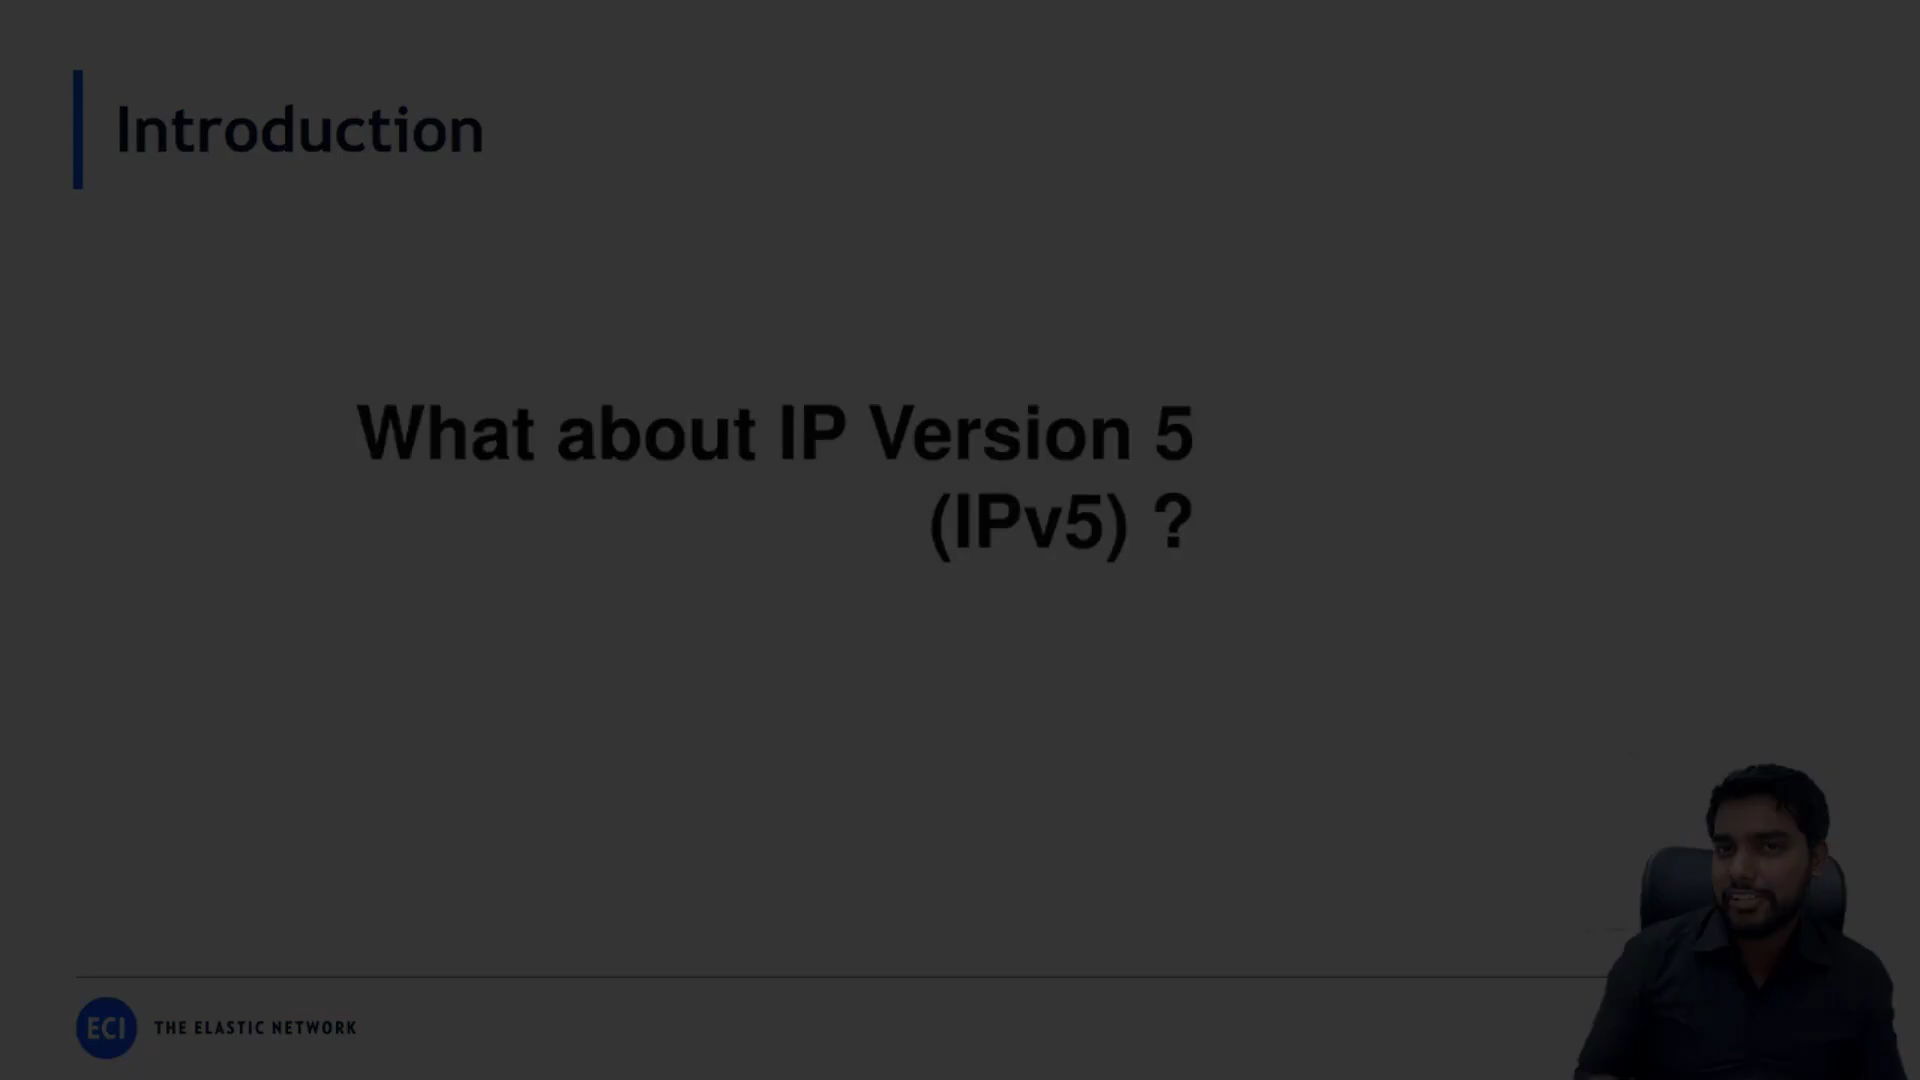 Introduction
What about IP Version 5
(IPv5) ?
ECI THE ELASTIC NETWORK